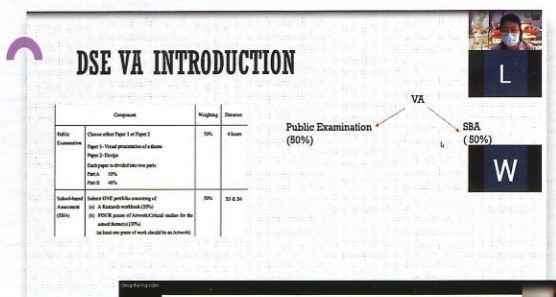 DSE VA INTRODUCTION
L
VA
Public Examination
(50%)
SBA
(50%)
W
Component
Weighting
Duration
Public
Examination
Choose either Paper 1 or Paper 2
50%
4 hours
Paper 1- Visual presentation of a theme
Paper 2- Design
Each paper is divided into two parts:
Part A 10%
Part B 40%
School-based
Assessment
(SBA)
Submit ONE portfolio consisting of
50%
S5 & S6
(a) A Research workbook (20%)
(b) FOUR pieces of Artwork/Critical studies for the
(at least one piece of work should be an Artwork)